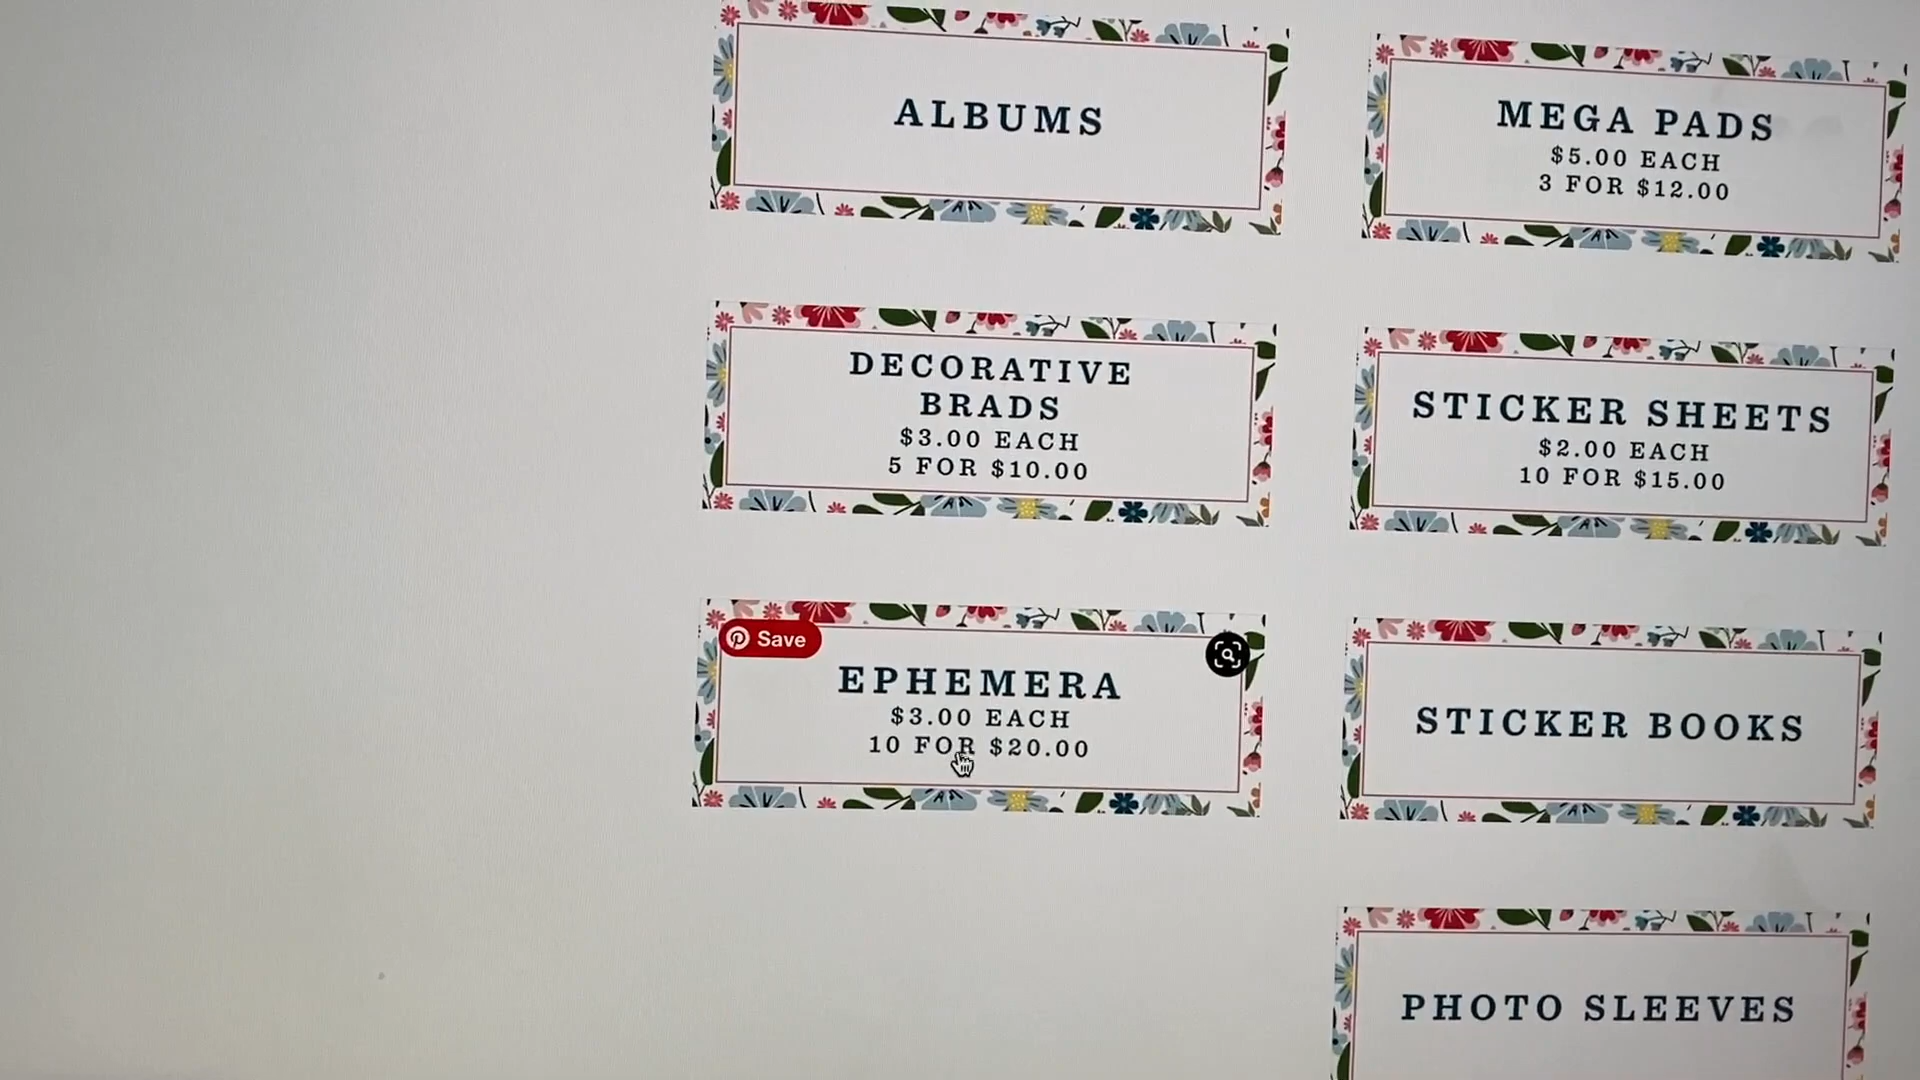 ALBUMS
MEGA PADS
$5.00 EACH
3 FOR $12.00
DECORATIVE
BRADS
$3.00 EACH
5 FOR $10.00
STICKER SHEETS
$2.00 EACH
10 FOR $15.00
Save
EPHEMERA
$3.00 EACH
10 FOR $20.00
STICKER BOOKS
PHOTO SLEEVES